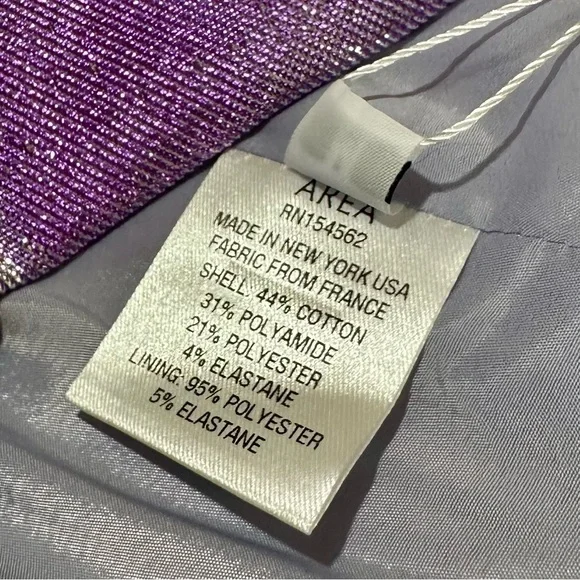 AREA
RN154562
MADE IN NEW YORK USA
FABRIC FROM FRANCE
SHELL: 44% COTTON
31% POLYAMIDE
21% POLYESTER
4% ELASTANE
LINING: 95% POLYESTER
5% ELASTANE